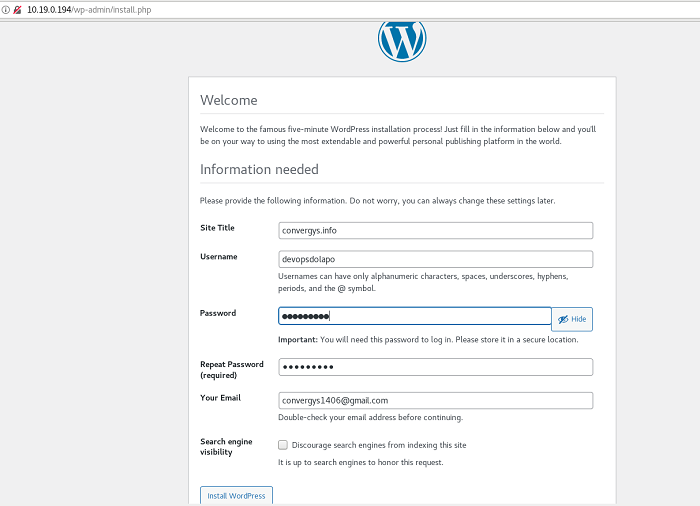 10.19.0.194/wp-admin/install.php
Welcome
Welcome to the famous five-minute WordPress installation process! Just fill in the information below and you'll
be on your way to using the most extendable and powerful personal publishing platform in the world.
Information needed
Please provide the following information. Do not worry, you can always change these settings later.
Site Title
convergys.info
Username
devopsdolapo
Usernames can have only alphanumeric characters, spaces, underscores, hyphens,
periods, and the @ symbol.
Password
●●●●●●●●●
Hide
Important: You will need this password to log in. Please store it in a secure location.
Repeat Password
(required)
●●●●●●●●●
Your Email
convergys1406@gmail.com
Double-check your email address before continuing.
Search engine
visibility
Discourage search engines from indexing this site
It is up to search engines to honor this request.
Install WordPress